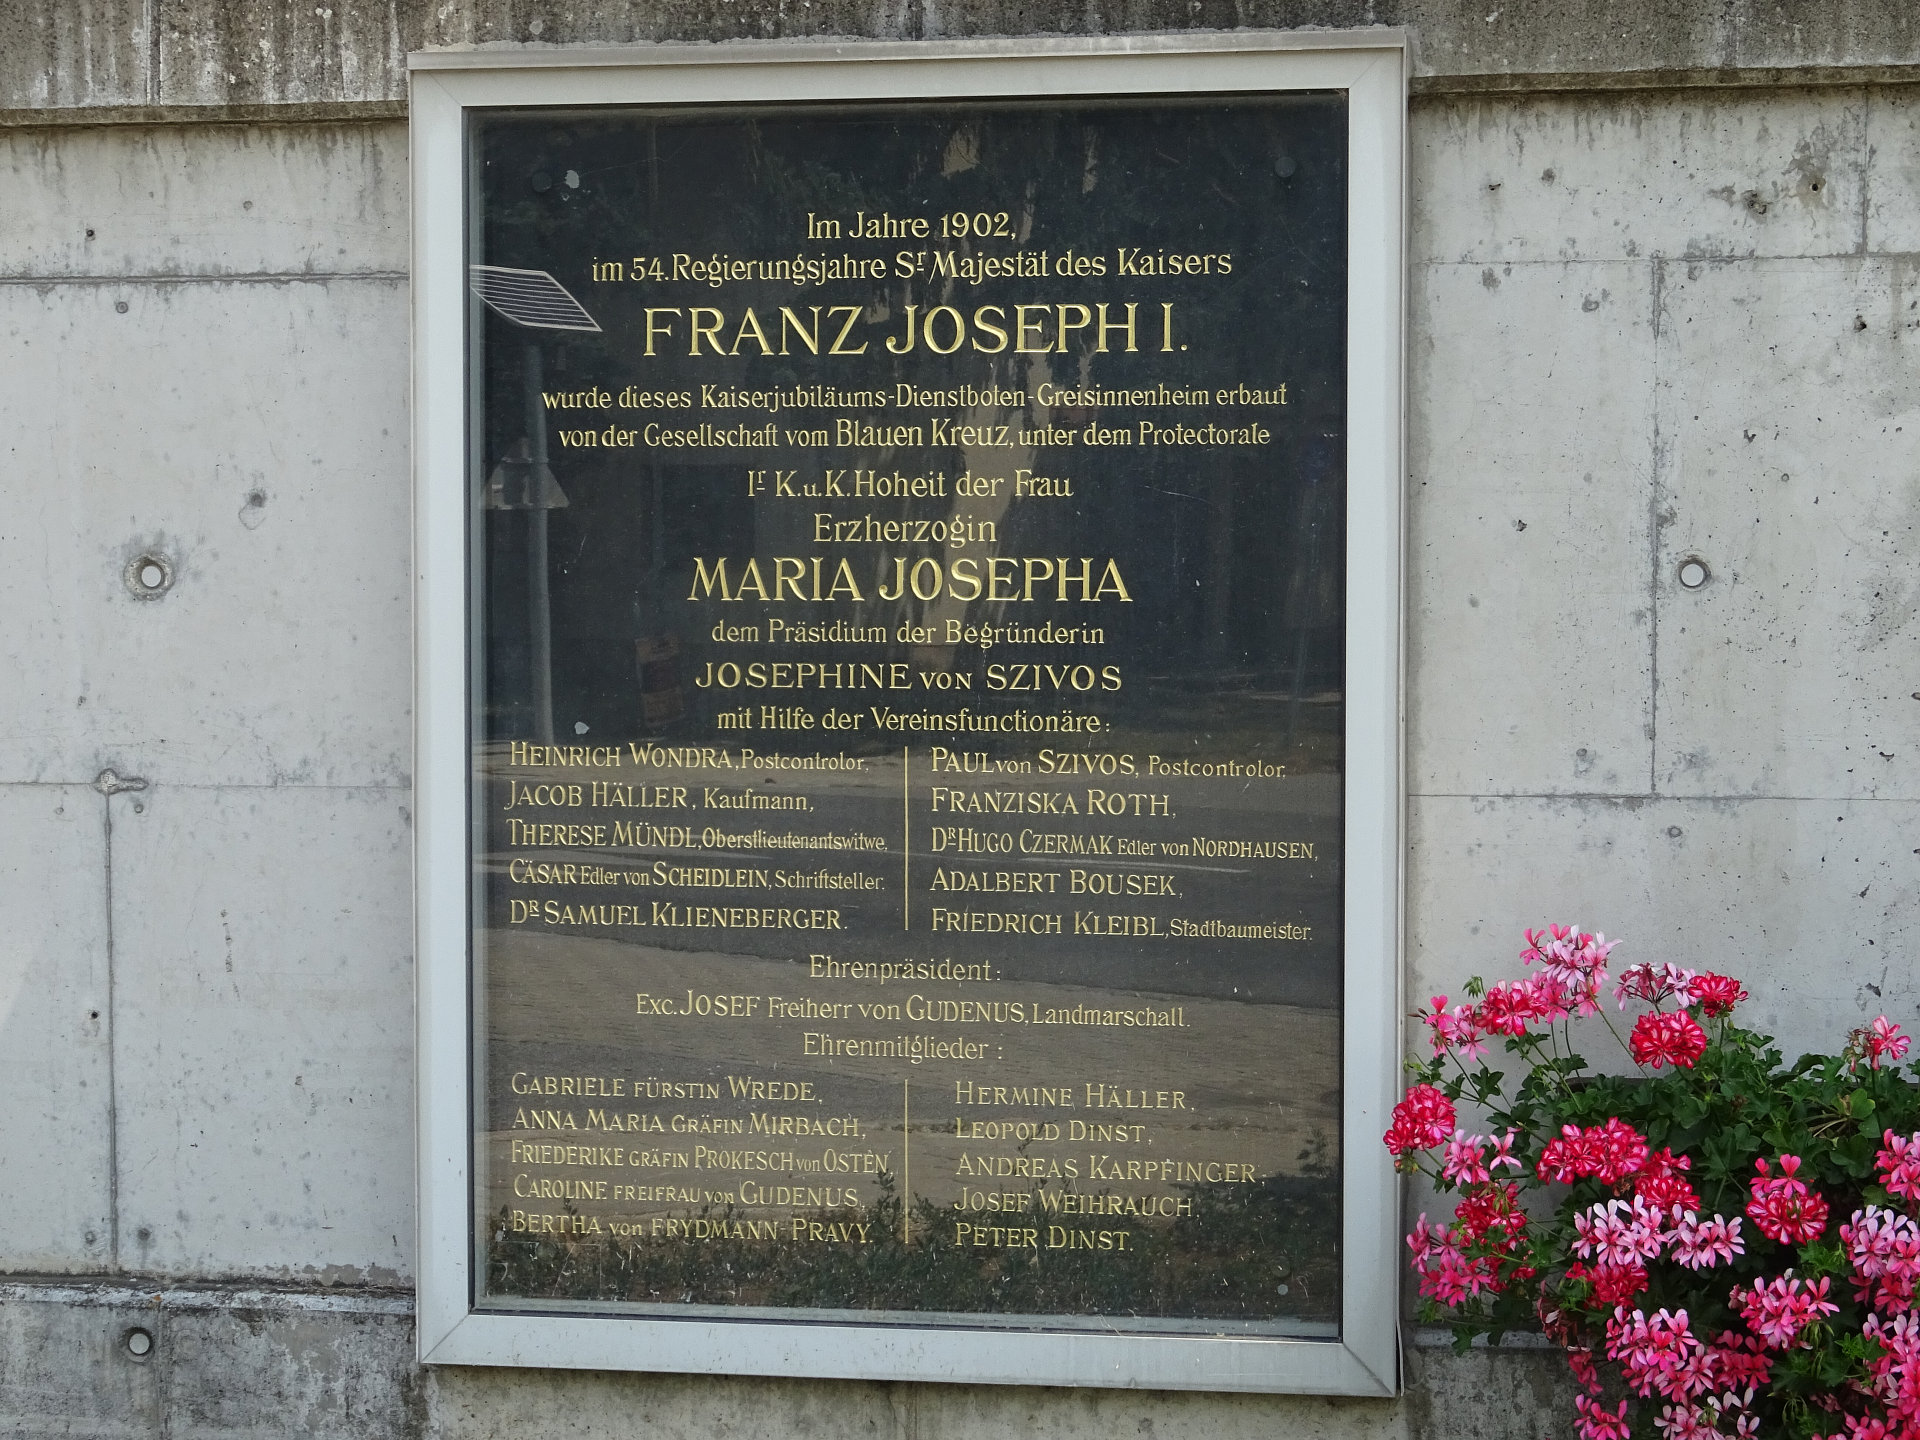 Im Jahre 1902,
im 54. Regierungsjahre Sr Majestät des Kaisers
FRANZ JOSEPH I.
wurde dieses Kaiserjubiläums-Dienstboten-Greisinnenheim erbaut
von der Gesellschaft vom Blauen Kreuz, unter dem Protectorale
Ir K.u.K. Hoheit der Frau
Erzherzogin
MARIA JOSEPHA
dem Präsidium der Begründerin
JOSEPHINE VON SZIVOS
mit Hilfe der Vereinsfunctionäre:
HEINRICH WONDRA, Postcontrolor,
JACOB HÄLLER, Kaufmann,
THERESE MÜNDL, Oberstlieutenantswitwe,
CÄSAR Edler von SCHEIDLEIN, Schriftsteller.
DR SAMUEL KLIENEBERGER.
PAUL von SZIVOS, Postcontrolor,
FRANZISKA ROTH,
DR HUGO CZERMAK Edler von NORDHAUSEN,
ADALBERT BOUSEK,
FRIEDRICH KLEIBL, Stadtbaumeister.
Ehrenpräsident:
Exc. JOSEF Freiherr von GUDENUS, Landmarschall.
Ehrenmitglieder:
GABRIELE FÜRSTIN WREDE,
ANNA MARIA GRÄFIN MIRBACH,
FRIEDERIKE GRÄFIN PROKESCH von OSTEN
CAROLINE FREIFRAU von GUDENUS,
BERTHA von FRYDMANN-PRAVY.
HERMINE HÄLLER,
LEOPOLD DINST,
ANDREAS KARPFINGER,
JOSEF WEIHRAUCH,
PETER DINST.